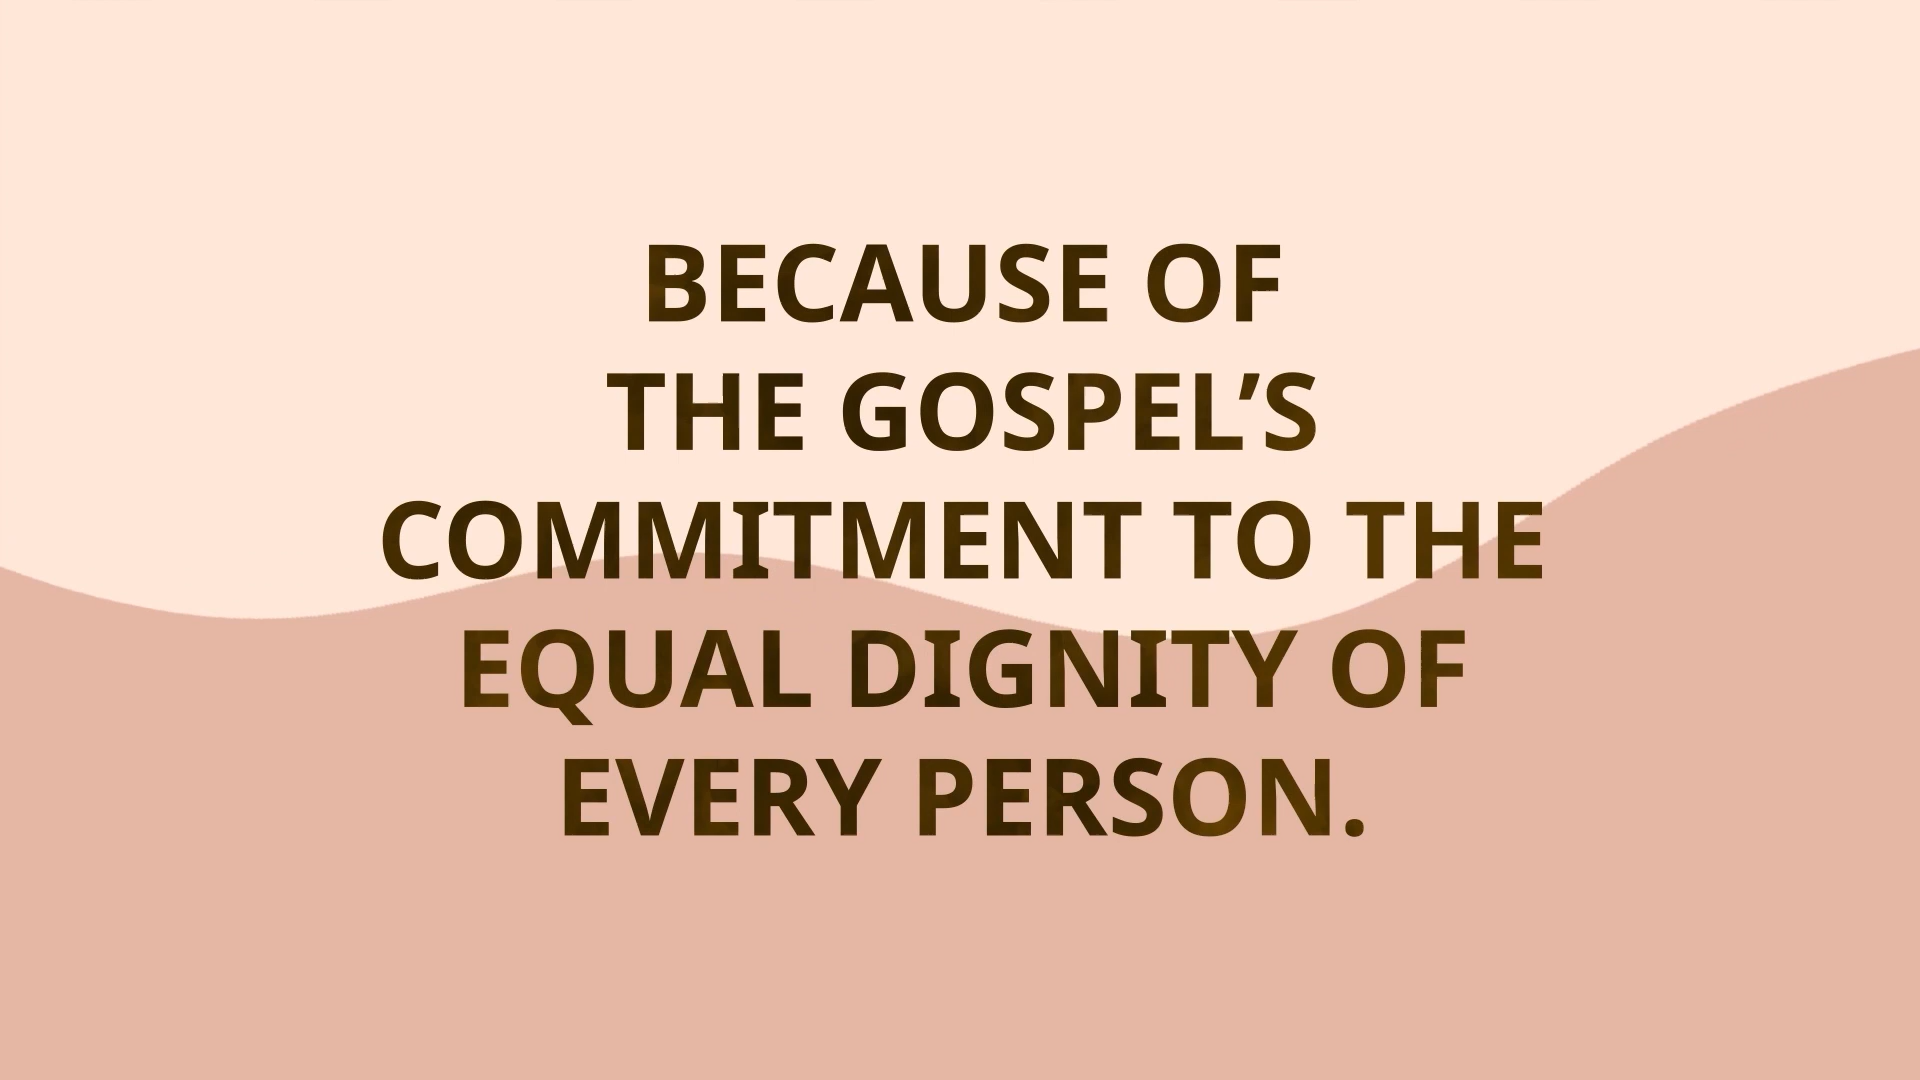 BECAUSE OF
THE GOSPEL’S
COMMITMENT TO THE
EQUAL DIGNITY OF
EVERY PERSON.